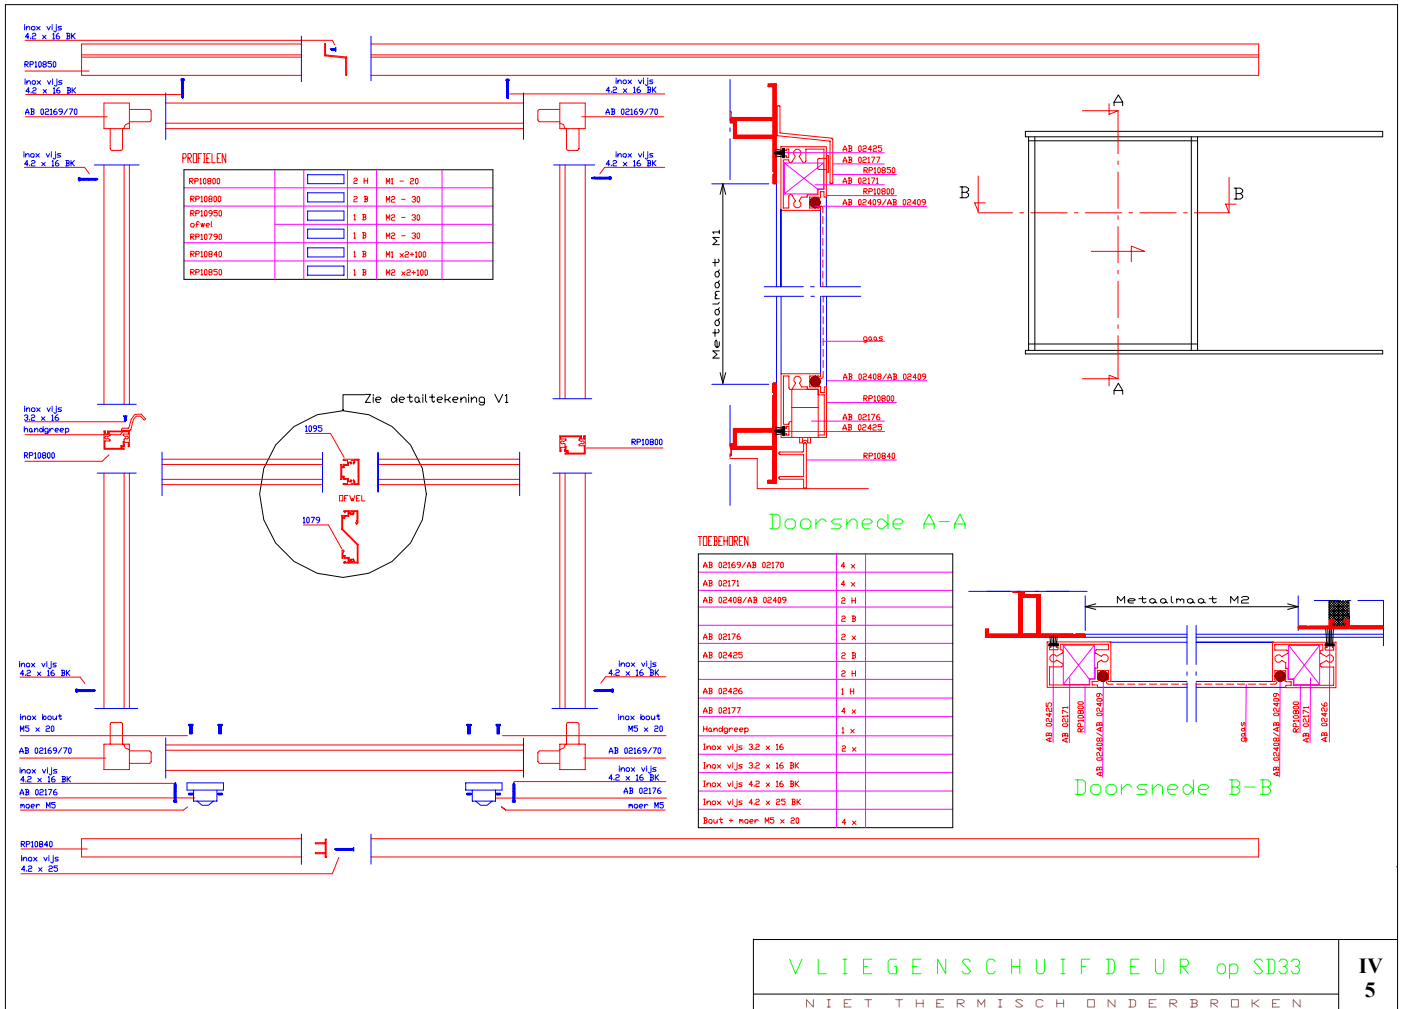 inox vijs
4.2 x 16 BK
RP10850
inox vijs
4.2 x 16 BK
AB 02169/70
inox vijs
4.2 x 16 BK
inox vijs
4.2 x 16 BK
AB 02169/70
inox vijs
4.2 x 16 BK
PROFIELEN
RP10800 2 H M1 - 20
RP10800 2 B M2 - 30
RP10950 1 B M2 - 30
ofwel
RP10790 1 B M2 - 30
RP10840 1 B M1 x2+100
RP10850 1 B M2 x2+100
Zie detailtekening V1
1095
OFWEL
1079
inox vijs
3.2 x 16
handgreep
RP10800
RP10800
inox vijs
4.2 x 16 BK
inox bout
M5 x 20
AB 02169/70
inox vijs
4.2 x 16 BK
AB 02176
moer M5
inox vijs
4.2 x 16 BK
inox bout
M5 x 20
AB 02169/70
inox vijs
4.2 x 16 BK
AB 02176
moer M5
RP10840
inox vijs
4.2 x 25
Metaalmaat M1
AB 02425
AB 02177
RP10850
AB 02171
RP10800
AB 02409/AB 02409
gaas
AB 02408/AB 02409
RP10800
AB 02176
AB 02425
RP10840
Doorsnede A-A
A
B
B
A
TOEBEHOREN
AB 02169/AB 02170 4 x
AB 02171 4 x
AB 02408/AB 02409 2 H
2 B
AB 02176 2 x
AB 02425 2 B
2 H
AB 02426 1 H
AB 02177 4 x
Handgreep 1 x
Inox vijs 3.2 x 16 2 x
Inox vijs 3.2 x 16 BK
Inox vijs 4.2 x 16 BK
Inox vijs 4.2 x 25 BK
Bout + moer M5 x 20 4 x
Metaalmaat M2
AB 02425
AB 02171
RP10800
AB 02408/AB 02409
gaas
AB 02408/AB 02409
RP10800
AB 02171
AB 02426
Doorsnede B-B
VLIEGENSCHUIFDEUR op SD33
NIET THERMISCH ONDERBROKEN
IV
5